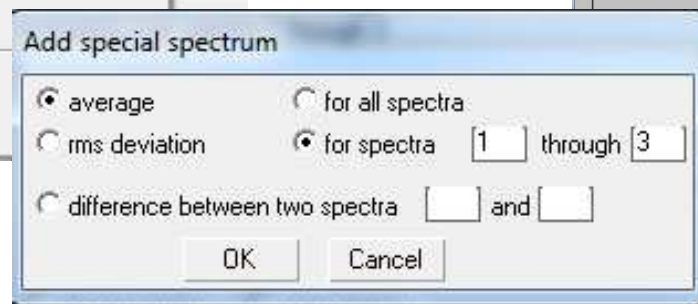 Add special spectrum
average for all spectra
rms deviation for spectra 1 through 3
difference between two spectra and
OK Cancel